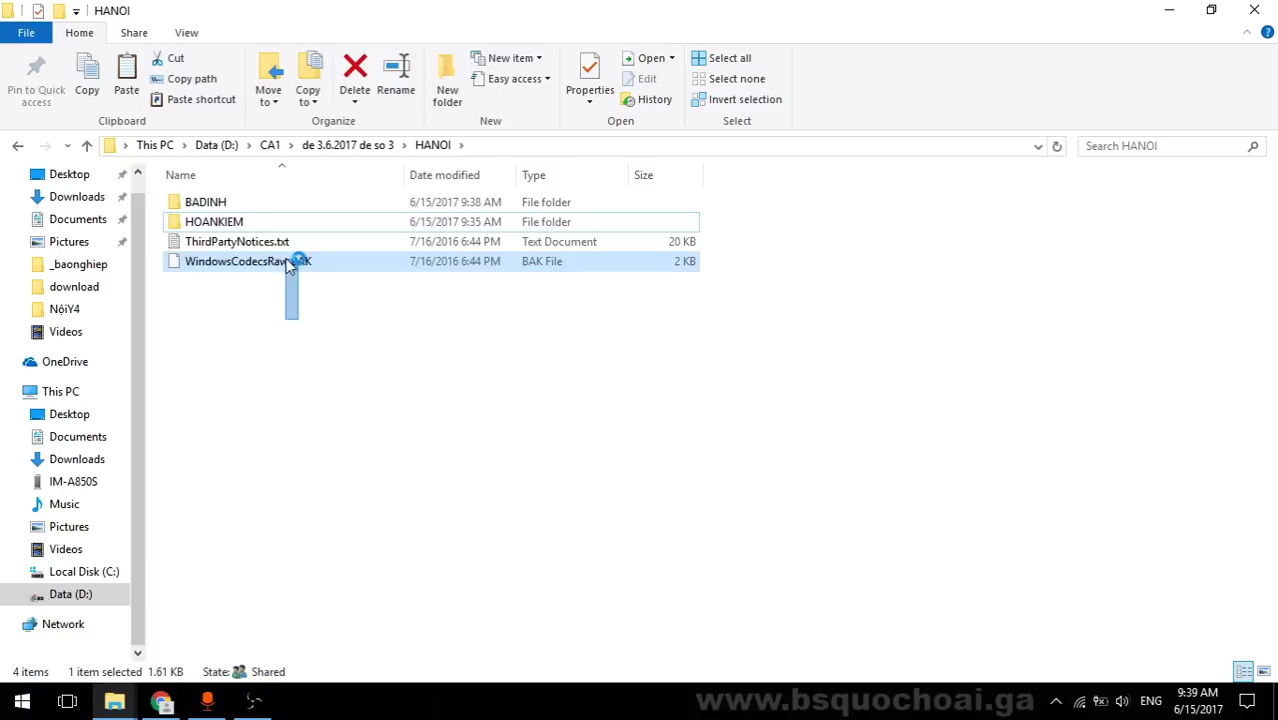 HANOI
File Home Share View
Pin to Quick access
Copy
Paste
Cut
Copy path
Paste shortcut
Clipboard
Move to
Copy to
Delete
Rename
Organize
New folder
New item
Easy access
New
Properties
Open
Edit
History
Open
Select all
Select none
Invert selection
Select
This PC Data (D:) CA1 de 3.6.2017 de so 3 HANOI
Search HANOI
Name Date modified Type Size
BADINH 6/15/2017 9:38 AM File folder
HOANKIEM 6/15/2017 9:35 AM File folder
ThirdPartyNotices.txt 7/16/2016 6:44 PM Text Document 20 KB
7/16/2016 6:44 PM BAK File 2 KB
Desktop
Downloads
Documents
Pictures
_baonghiep
download
NộiY4
Videos
OneDrive
This PC
Desktop
Documents
Downloads
IM-A850S
Music
Pictures
Videos
Local Disk (C:)
Data (D:)
Network
4 items 1 item selected 1.61 KB State: Shared
www.bsquochoai.ga
ENG
9:39 AM
6/15/2017